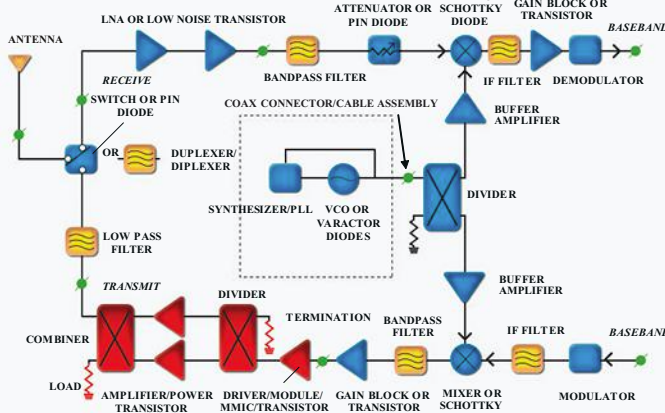 LNA OR LOW NOISE TRANSISTOR
ATTENUATOR OR
PIN DIODE
SCHOTTKY
DIODE
GAIN BLOCK OR
TRANSISTOR
BASEBAND
ANTENNA
RECEIVE
BANDPASS FILTER
IF FILTER
DEMODULATOR
SWITCH OR PIN
DIODE
COAX CONNECTOR/CABLE ASSEMBLY
BUFFER
AMPLIFIER
OR
DUPLEXER/
DIPLEXER
SYNTHESIZER/PLL
VCO OR
VARACTOR
DIODES
DIVIDER
LOW PASS
FILTER
TRANSMIT
BUFFER
AMPLIFIER
DIVIDER
TERMINATION
BANDPASS
FILTER
IF FILTER
BASEBAND
COMBINER
LOAD
AMPLIFIER/POWER
TRANSISTOR
DRIVER/MODULE/
MMIC/TRANSISTOR
GAIN BLOCK OR
TRANSISTOR
MIXER OR
SCHOTTKY
MODULATOR